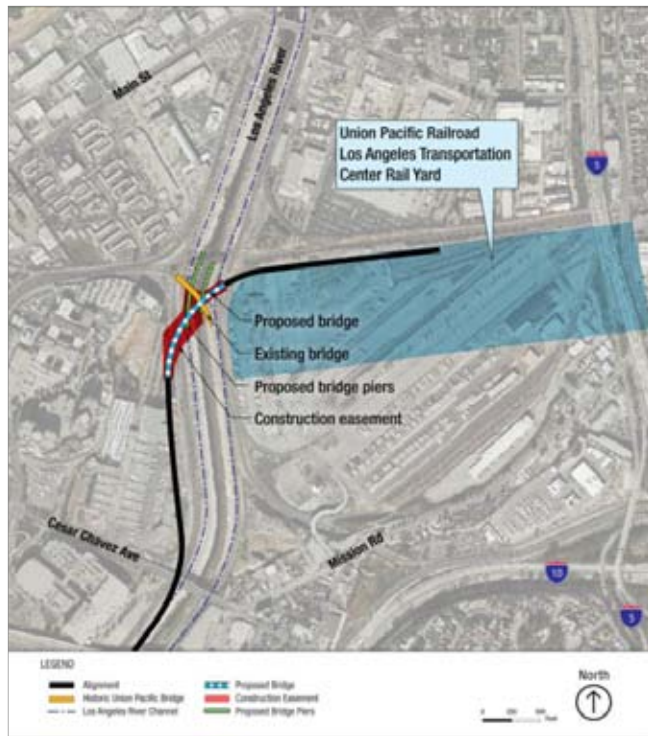 Main St
Los Angeles River
Union Pacific Railroad
Los Angeles Transportation
Center Rail Yard
5
Proposed bridge
Existing bridge
Proposed bridge piers
Construction easement
Cesar Chavez Ave
Mission Rd
10
5
LEGEND
Alignment
Historic Union Pacific Bridge
Los Angeles River Channel
Proposed Bridge
Construction Easement
Proposed Bridge Piers
North
0
Feet